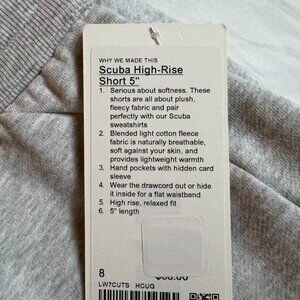 WHY WE MADE THIS
Scuba High-Rise
Short 5"
1. Serious about softness. These
shorts are all about plush,
fleecy fabric and pair
perfectly with our Scuba
sweatshirts
2. Blended light cotton fleece
fabric is naturally breathable,
soft against your skin, and
provides lightweight warmth
3. Hand pockets with hidden card
sleeve
4. Wear the drawcord out or hide
it inside for a flat waistband
5. High rise, relaxed fit
6. 5" length
8
LW7CUTS HCUG